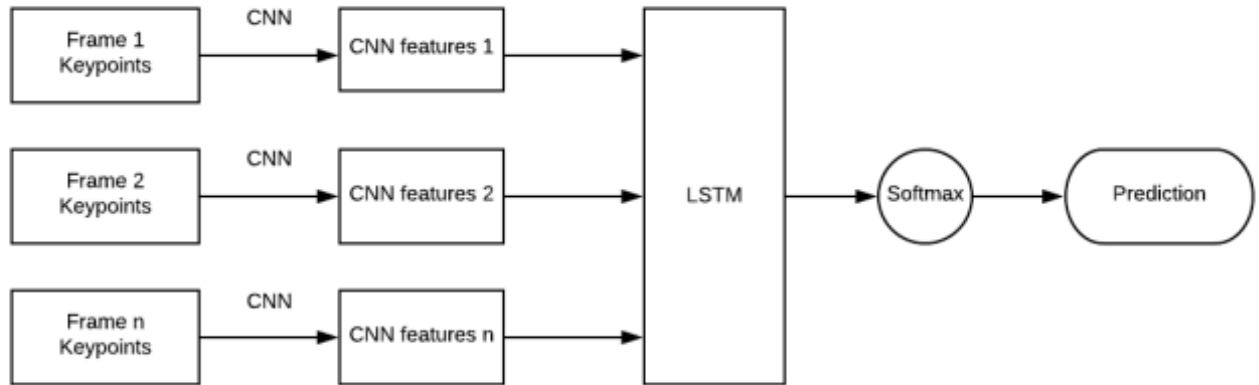 CNN
Frame 1
Keypoints
CNN features 1
CNN
Frame 2
Keypoints
CNN features 2
LSTM
Softmax
Prediction
CNN
Frame n
Keypoints
CNN features n